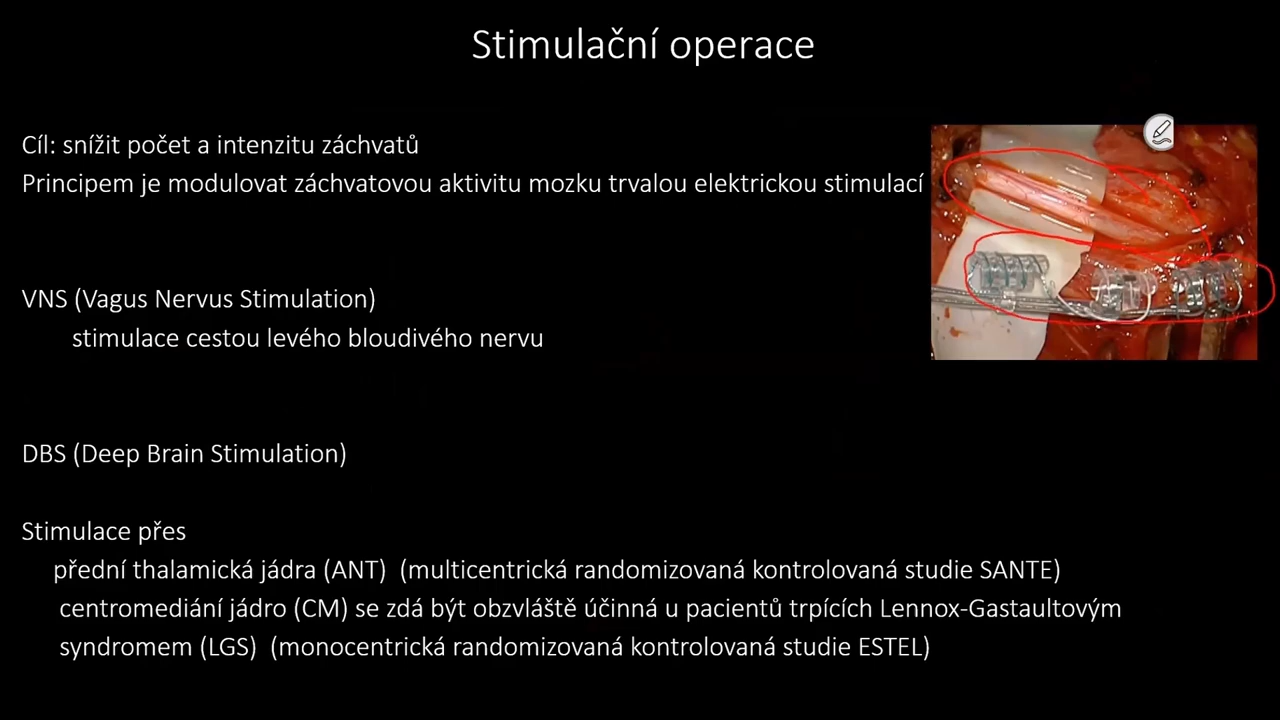 Stimulační operace
Cíl: snížit počet a intenzitu záchvatů
Principem je modulovat záchvatovou aktivitu mozku trvalou elektrickou stimulací
VNS (Vagus Nervus Stimulation)
stimulace cestou levého bloudivého nervu
DBS (Deep Brain Stimulation)
Stimulace přes
přední thalamická jádra (ANT) (multicentrická randomizovaná kontrolovaná studie SANTE)
centromediání jádro (CM) se zdá být obzvláště účinná u pacientů trpících Lennox-Gastaultovým
syndromem (LGS) (monocentrická randomizovaná kontrolovaná studie ESTEL)